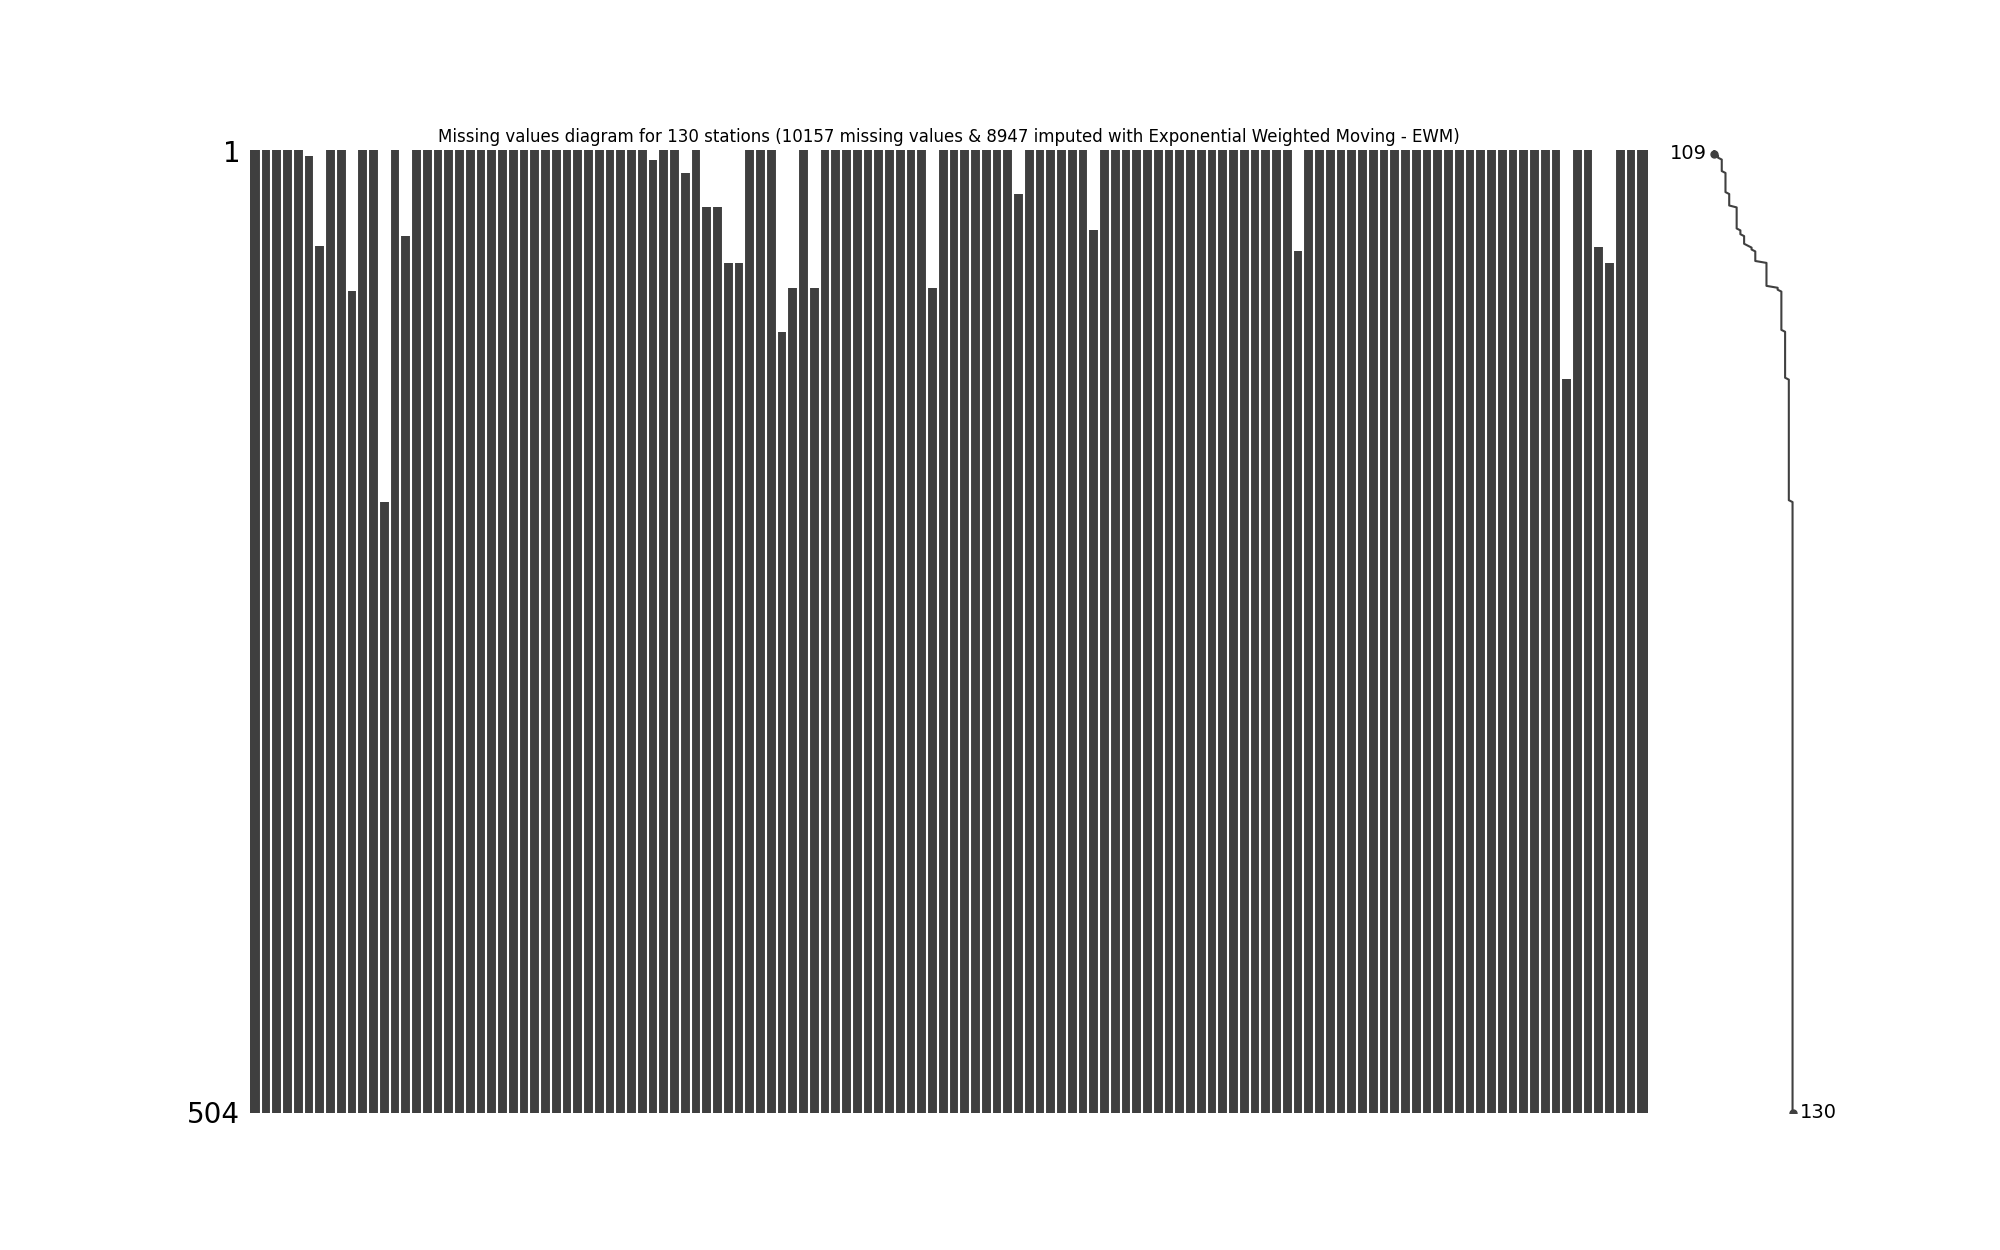 Missing values diagram for 130 stations (10157 missing values & 8947 imputed with Exponential Weighted Moving - EWM)
1
109
504
130